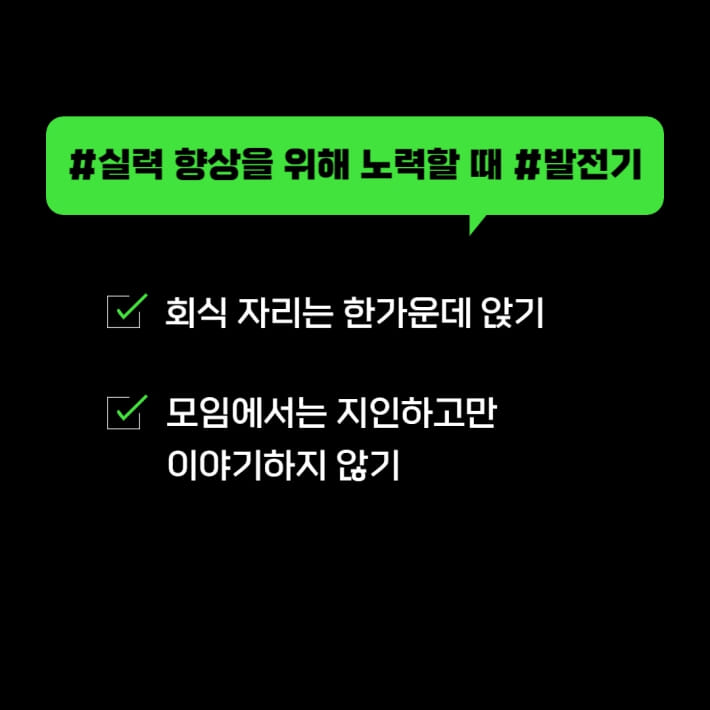 #실력 향상을 위해 노력할 때 #발전기
회식 자리는 한가운데 앉기
모임에서는 지인하고만
이야기하지 않기